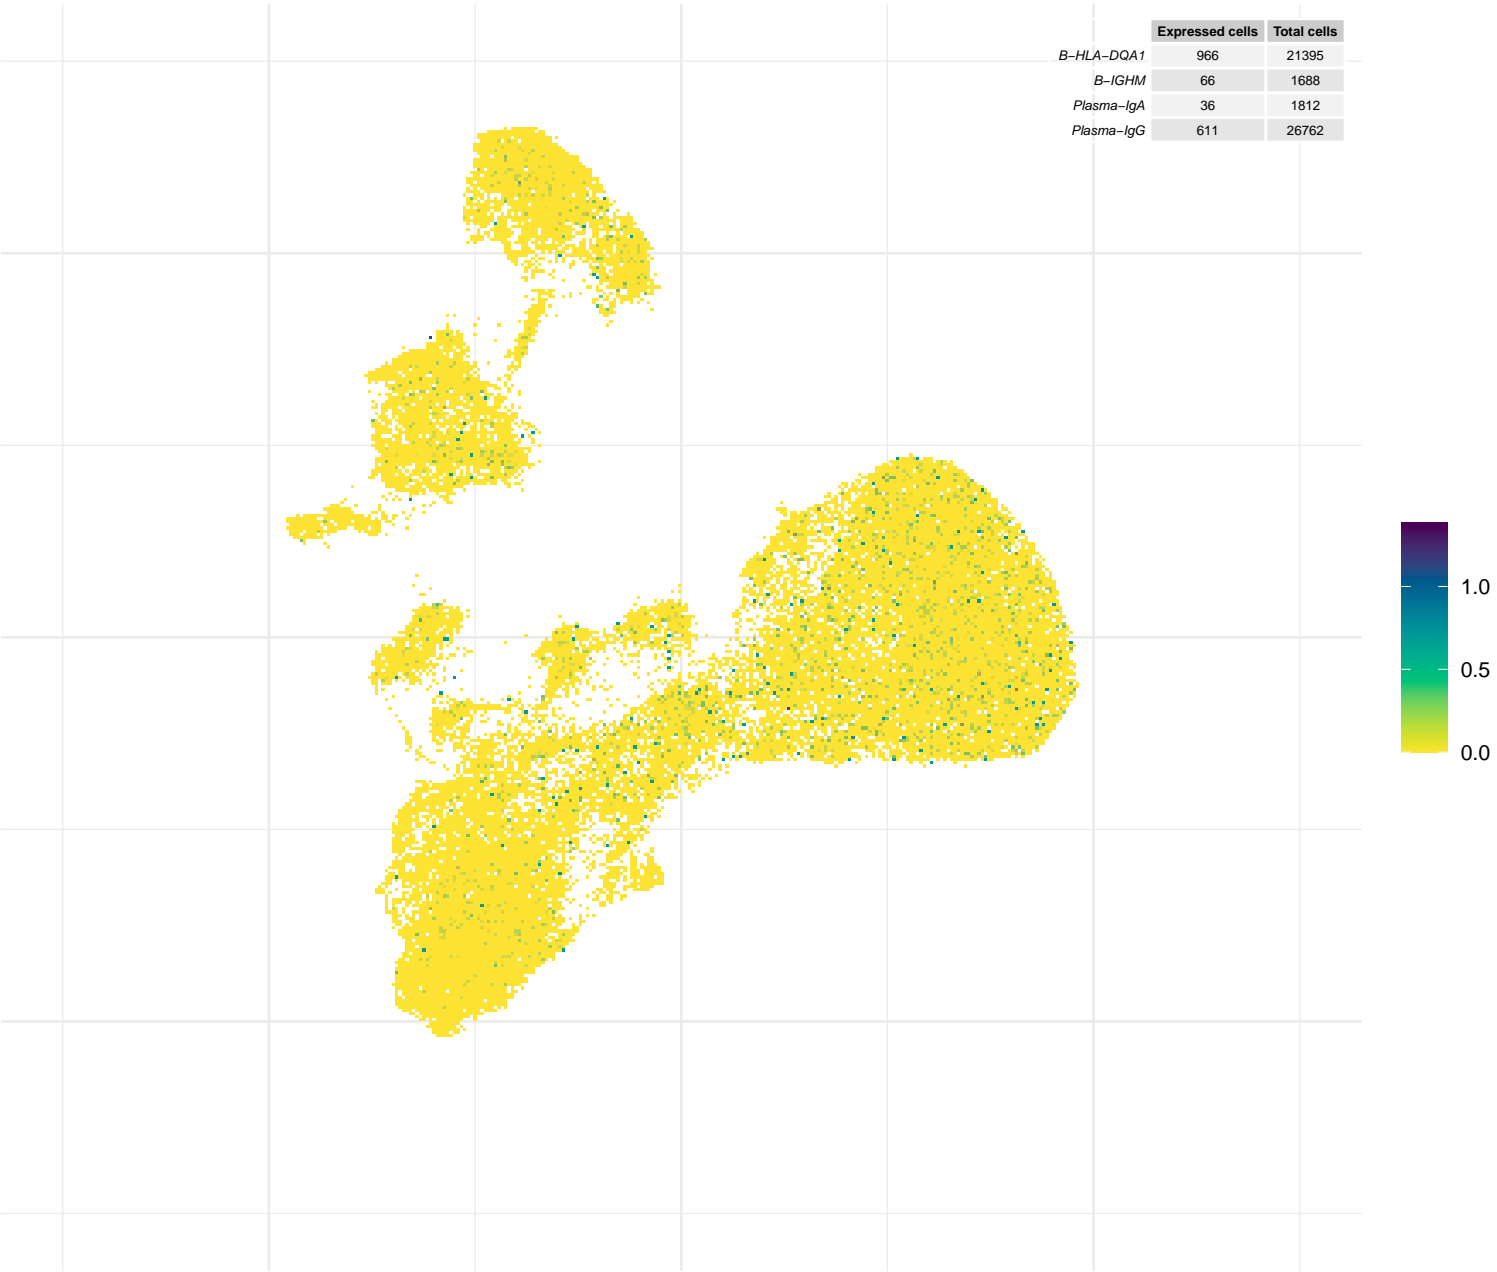 Expressed cells Total cells
B−HLA−DQA1 966 21395
B−IGHM 66 1688
Plasma−IgA 36 1812
Plasma−IgG 611 26762
1.0
0.5
0.0